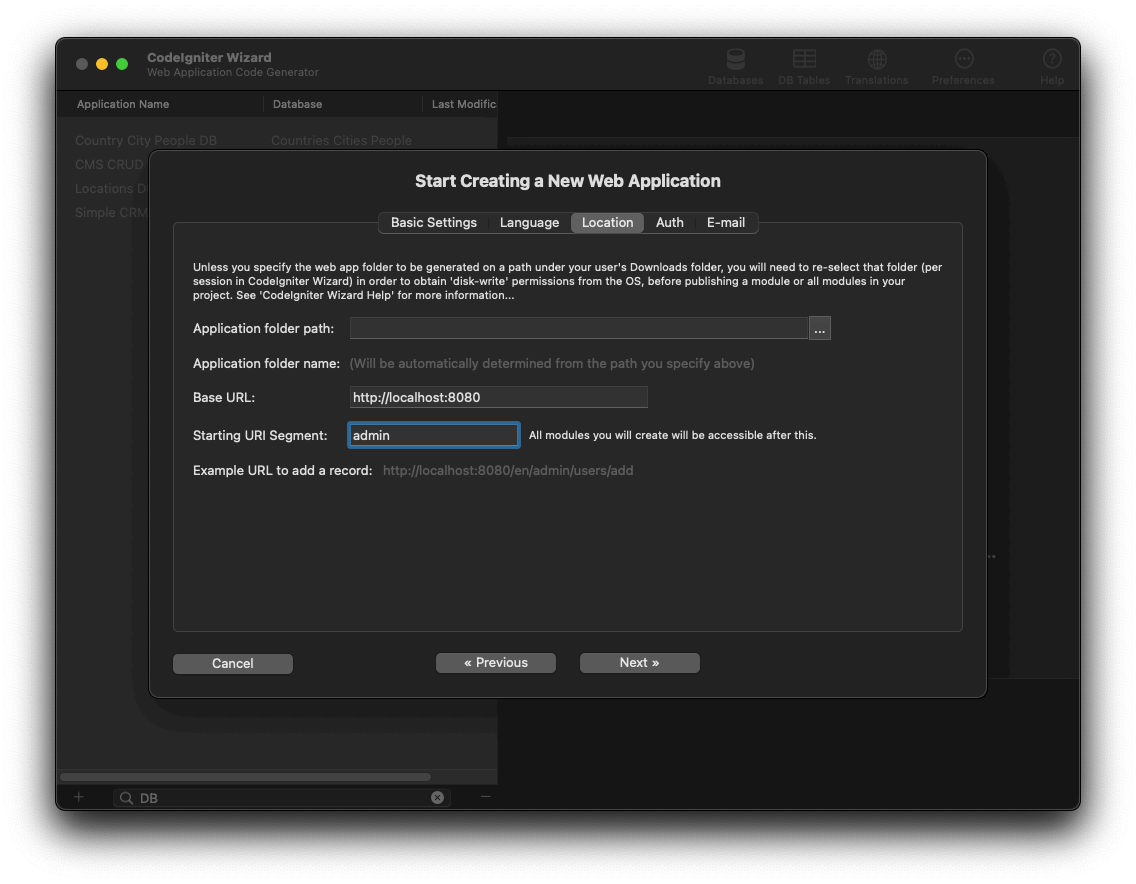 CodeIgniter Wizard
Web Application Code Generator
Databases
DB Tables
Translations
Preferences
Help
Application Name
Database
Last Modific
Country City People DB
Countries Cities People
CMS CRUD
Locations D
Simple CRM
Start Creating a New Web Application
Basic Settings
Language
Location
Auth
E-mail
Unless you specify the web app folder to be generated on a path under your user's Downloads folder, you will need to re-select that folder (per
session in CodeIgniter Wizard) in order to obtain 'disk-write' permissions from the OS, before publishing a module or all modules in your
project. See 'CodeIgniter Wizard Help' for more information...
Application folder path:
...
Application folder name: (Will be automatically determined from the path you specify above)
Base URL: http://localhost:8080
Starting URI Segment: admin All modules you will create will be accessible after this.
Example URL to add a record: http://localhost:8080/en/admin/users/add
Cancel
« Previous
Next »
DB